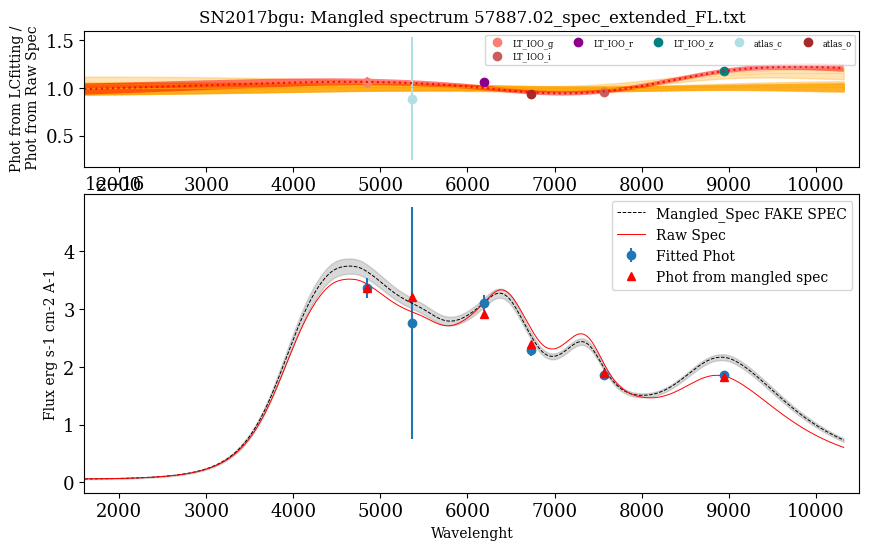 SN2017bgu: Mangled spectrum 57887.02_spec_extended_FL.txt
Phot from LCfitting /
Phot from Raw Spec
1.5
1.0
0.5
LT_IOO_g LT_IOO_r LT_IOO_z atlas_c atlas_o
LT_IOO_i
2000 3000 4000 5000 6000 7000 8000 9000 10000
1e−16
Flux erg s-1 cm-2 A-1
4
3
2
1
0
Mangled_Spec FAKE SPEC
Raw Spec
Fitted Phot
Phot from mangled spec
2000 3000 4000 5000 6000 7000 8000 9000 10000
Wavelenght